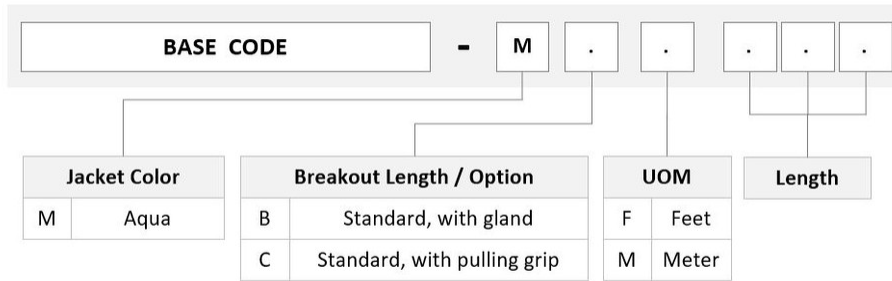 BASE CODE - M . . . . .
Jacket Color Breakout Length / Option UOM Length
M Aqua B Standard, with gland F Feet
C Standard, with pulling grip M Meter